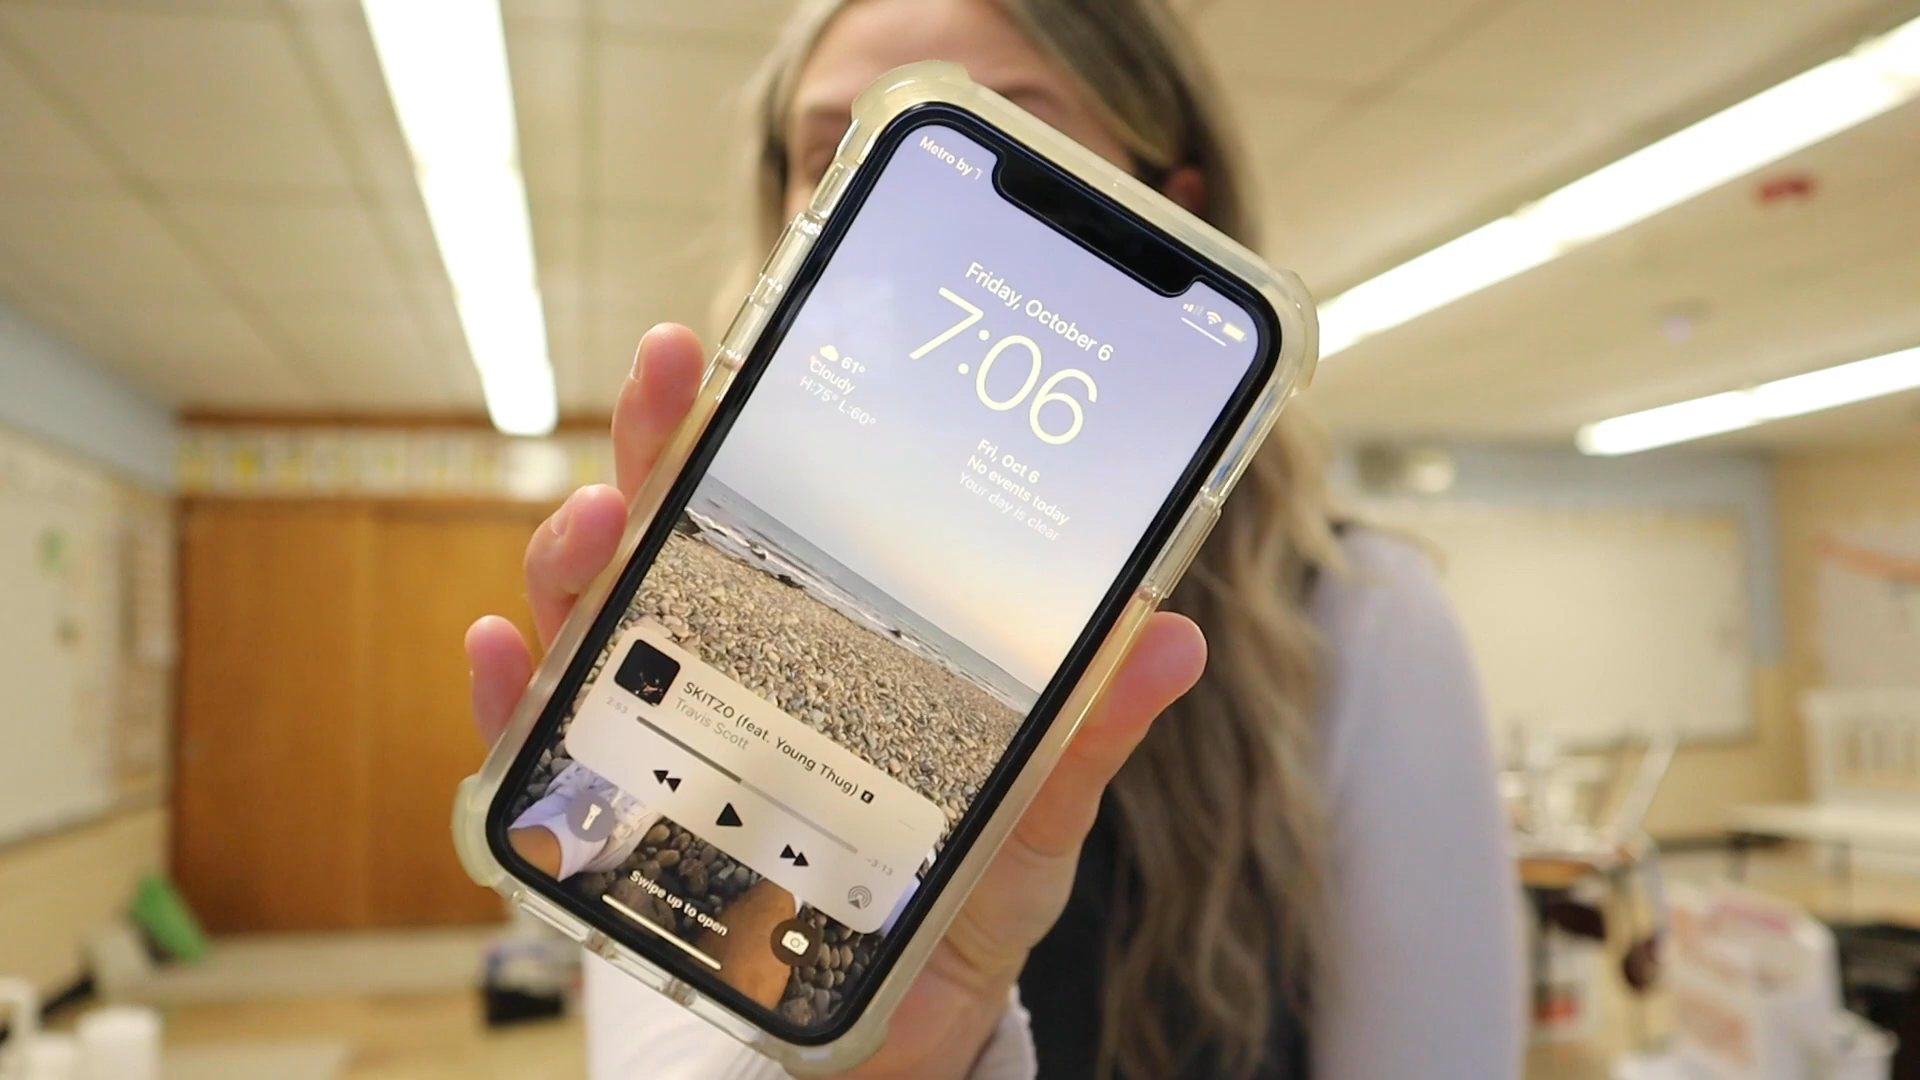 Metro by T
Friday, October 6
7:06
61°
Cloudy
H:75° L:60°
Fri, Oct 6
No events today
Your day is clear
SKITZO (feat. Young Thug) E
Travis Scott
2:53
-3:13
Swipe up to open